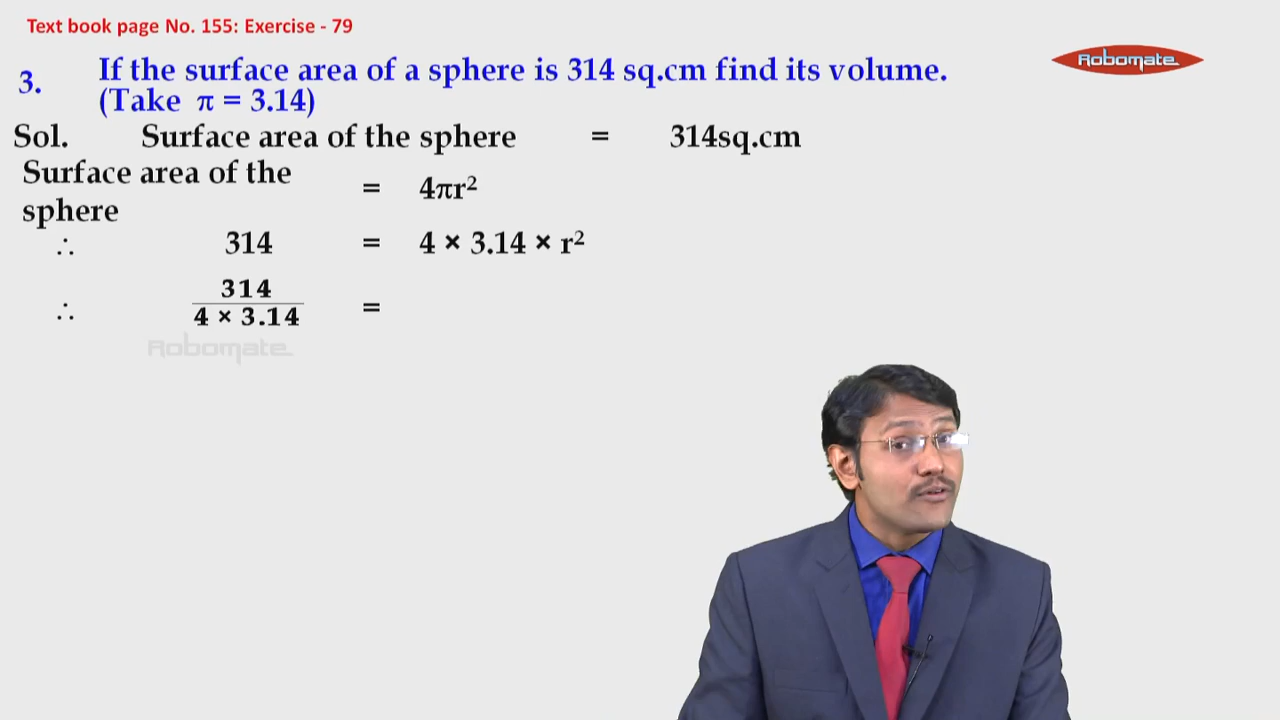 Text book page No. 155: Exercise - 79
Robomate
3. If the surface area of a sphere is 314 sq.cm find its volume.
(Take π = 3.14)
Sol. Surface area of the sphere = 314sq.cm
Surface area of the
sphere = 4πr²
∴ 314 = 4 × 3.14 × r²
∴ 314 / 4 × 3.14 =
Robomate